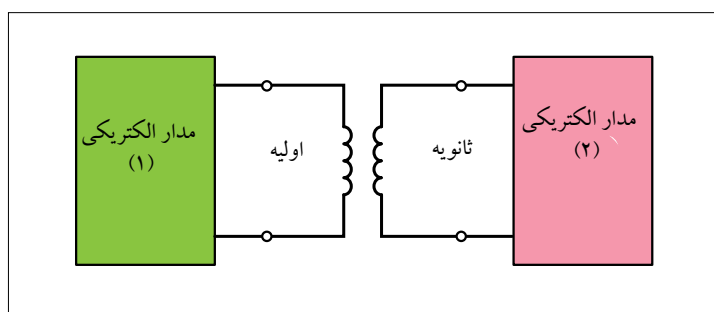 مدار الکتریکی
(۱)
اولیه
ثانویه
مدار الکتریکی
(۲)